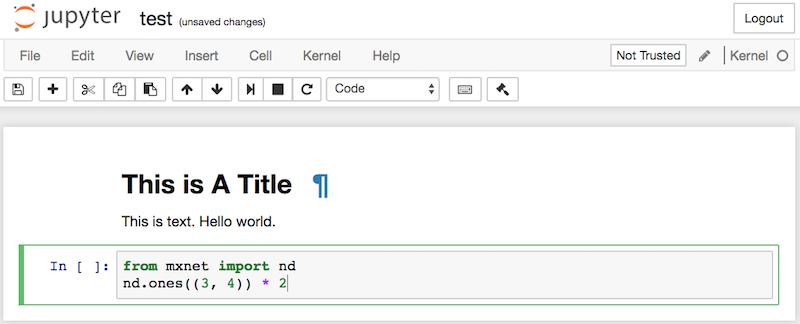 jupyter test (unsaved changes) Logout
File Edit View Insert Cell Kernel Help Not Trusted Kernel
Code
This is A Title ¶
This is text. Hello world.
In [ ]: from mxnet import nd
nd.ones((3, 4)) * 2